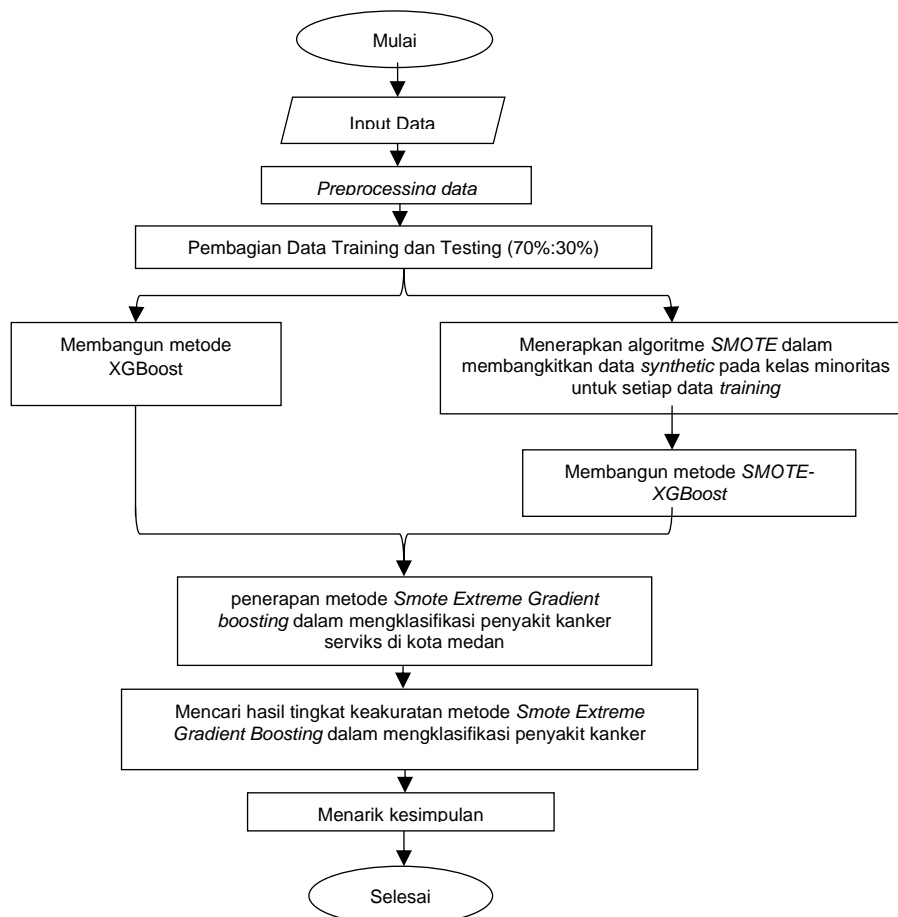 Mulai
Input Data
Preprocessing data
Pembagian Data Training dan Testing (70%:30%)
Membangun metode
XGBoost
Menerapkan algoritme SMOTE dalam
membangkitkan data synthetic pada kelas minoritas
untuk setiap data training
Membangun metode SMOTE-
XGBoost
penerapan metode Smote Extreme Gradient
boosting dalam mengklasifikasi penyakit kanker
serviks di kota medan
Mencari hasil tingkat keakuratan metode Smote Extreme
Gradient Boosting dalam mengklasifikasi penyakit kanker
Menarik kesimpulan
Selesai